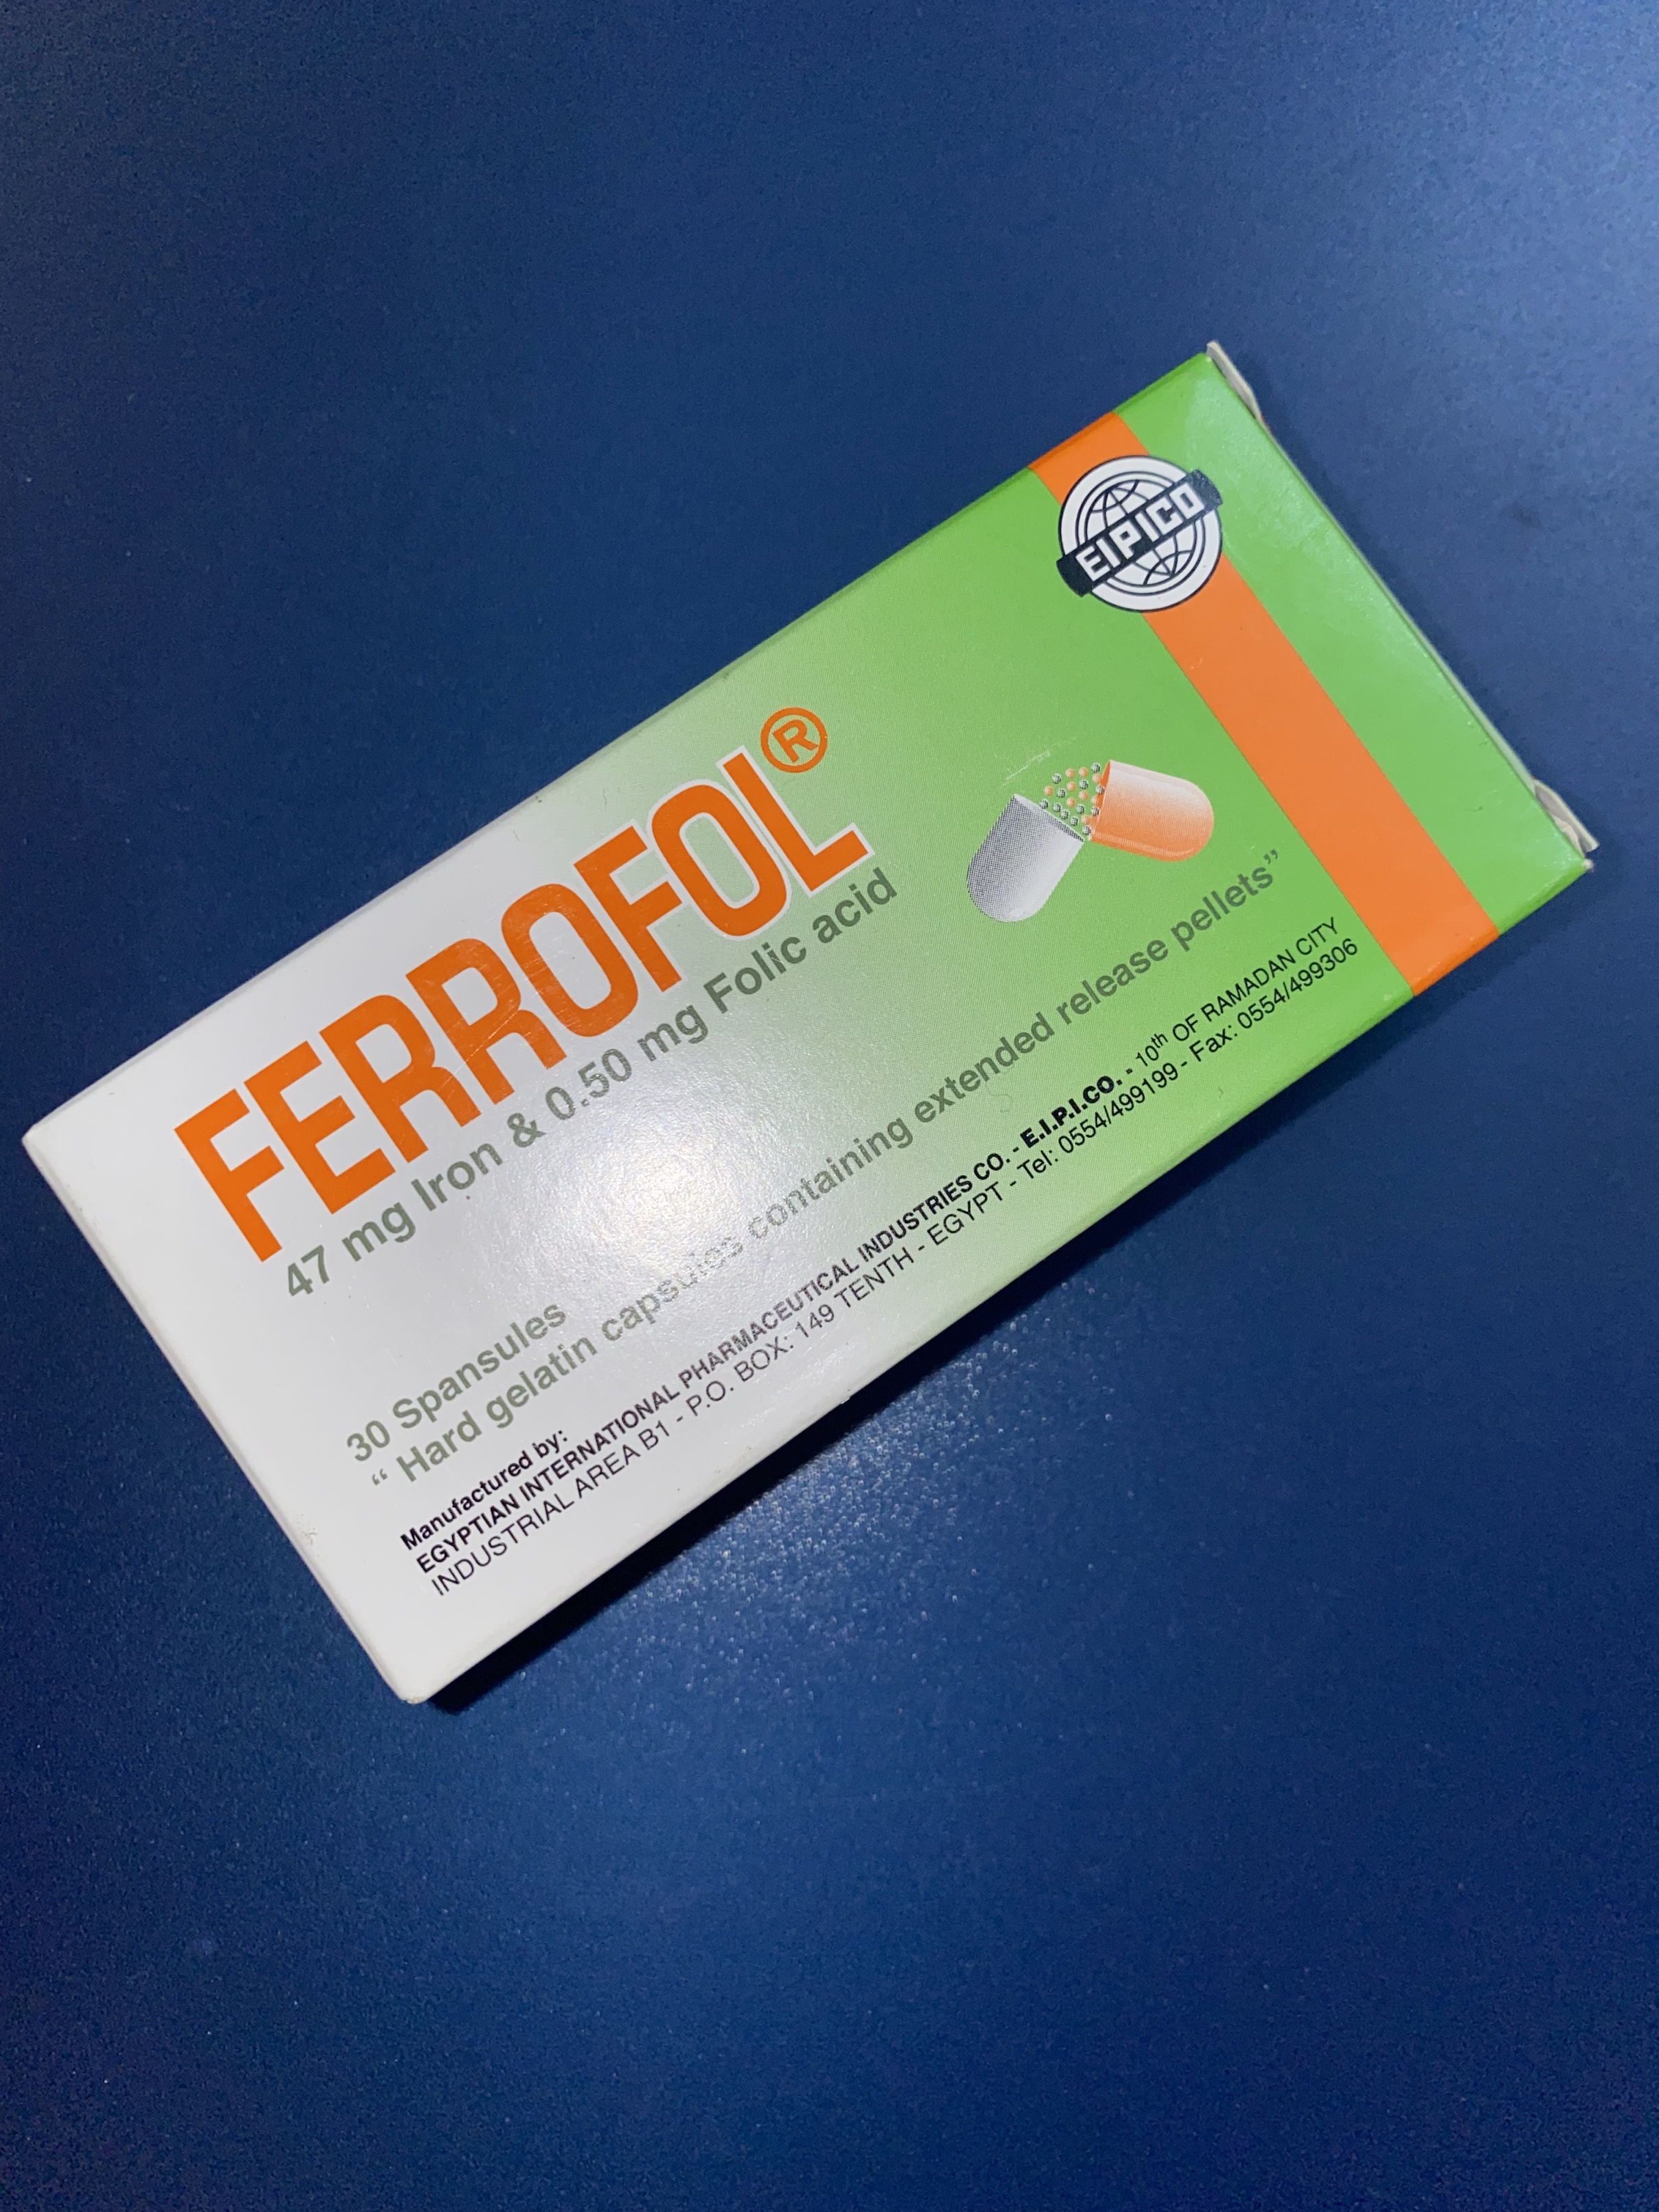 EIPICO
FERROFOL®
47 mg Iron & 0.50 mg Folic acid
30 Spansules
“ Hard gelatin capsules containing extended release pellets”
Manufactured by:
EGYPTIAN INTERNATIONAL PHARMACEUTICAL INDUSTRIES CO. - E.I.P.I.CO. - 10th OF RAMADAN CITY
INDUSTRIAL AREA B1 - P.O. BOX: 149 TENTH - EGYPT - Tel: 0554/499199 - Fax: 0554/499306